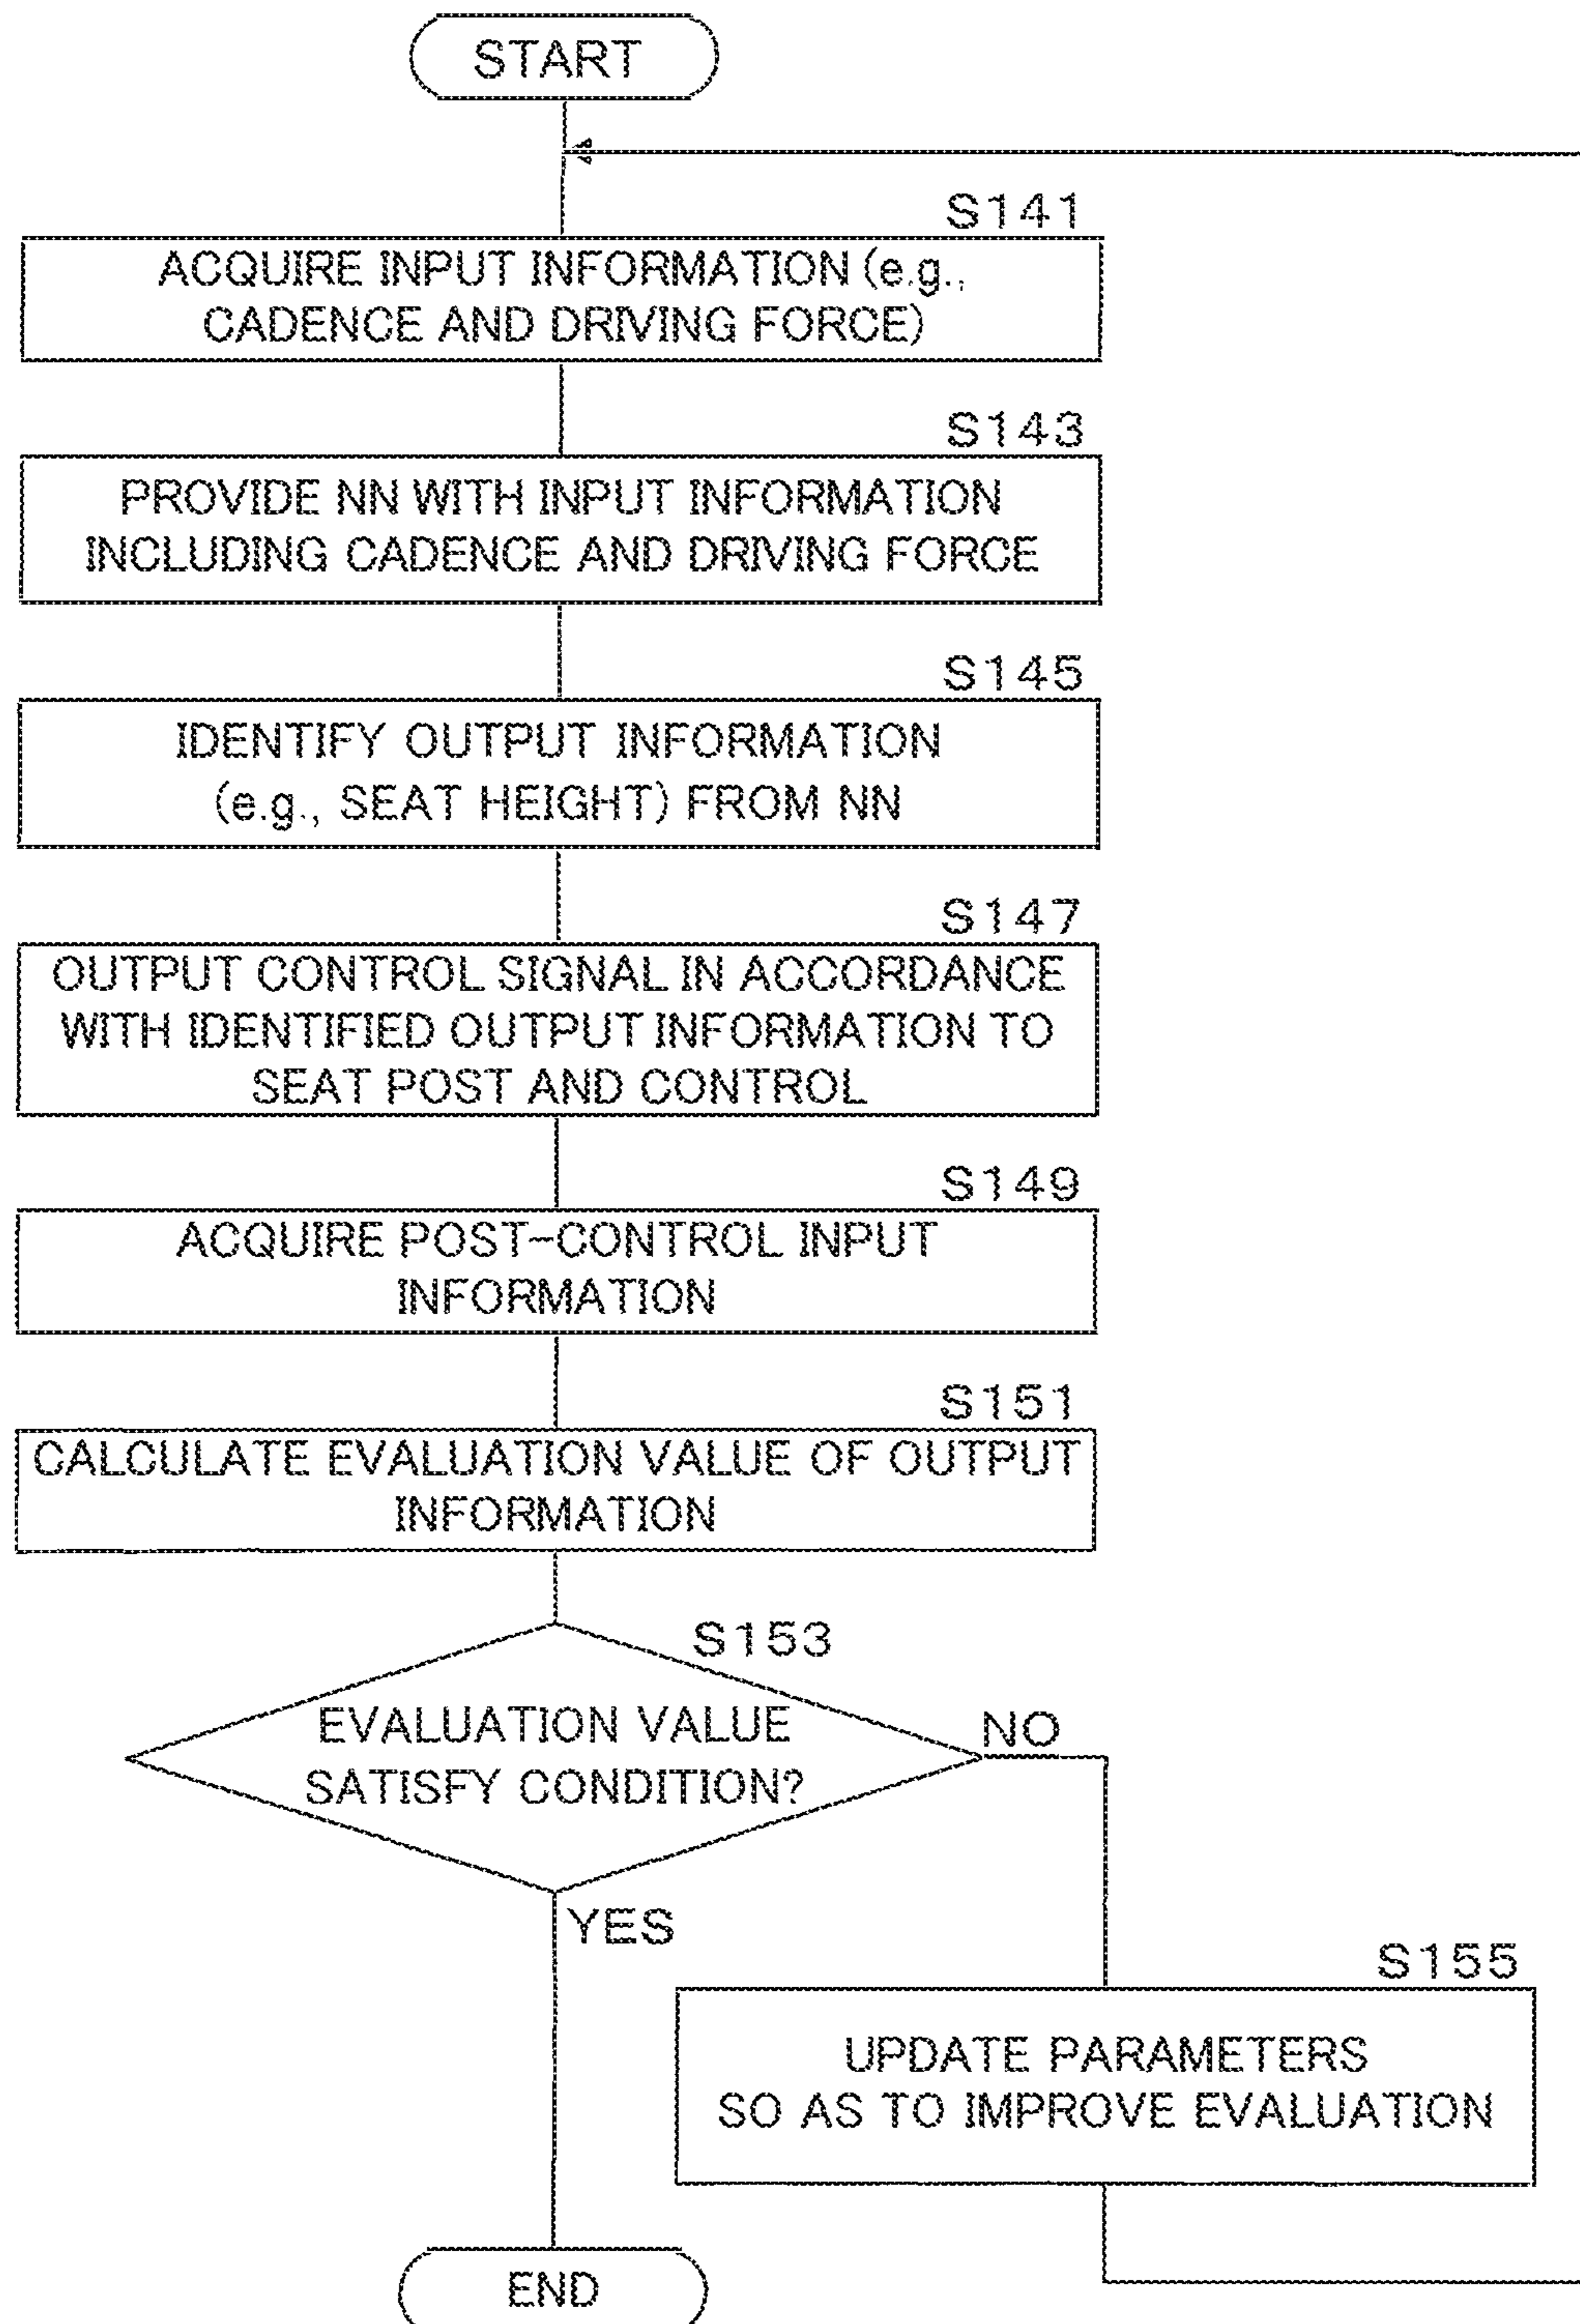 START
S141
ACQUIRE INPUT INFORMATION (e.g.,
CADENCE AND DRIVING FORCE)
S143
PROVIDE NN WITH INPUT INFORMATION
INCLUDING CADENCE AND DRIVING FORCE
S145
IDENTIFY OUTPUT INFORMATION
(e.g., SEAT HEIGHT) FROM NN
S147
OUTPUT CONTROL SIGNAL IN ACCORDANCE
WITH IDENTIFIED OUTPUT INFORMATION TO
SEAT POST AND CONTROL
S149
ACQUIRE POST-CONTROL INPUT
INFORMATION
S151
CALCULATE EVALUATION VALUE OF OUTPUT
INFORMATION
S153
EVALUATION VALUE
SATISFY CONDITION?
NO
YES
S155
UPDATE PARAMETERS
SO AS TO IMPROVE EVALUATION
END